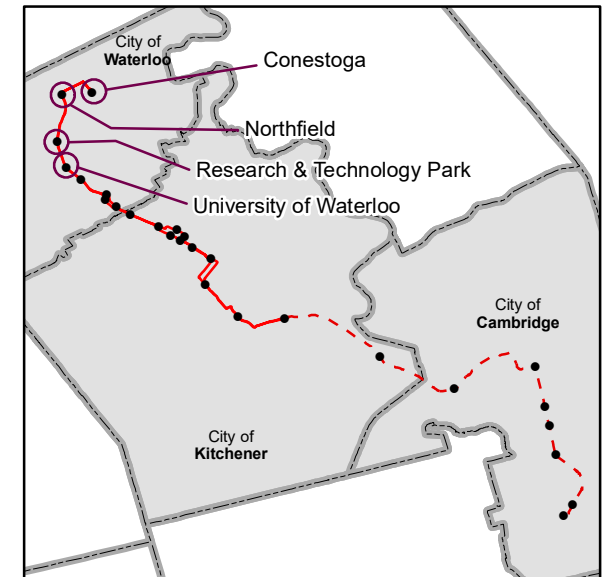 City of
Waterloo
Conestoga
Northfield
Research & Technology Park
University of Waterloo
City of
Cambridge
City of
Kitchener